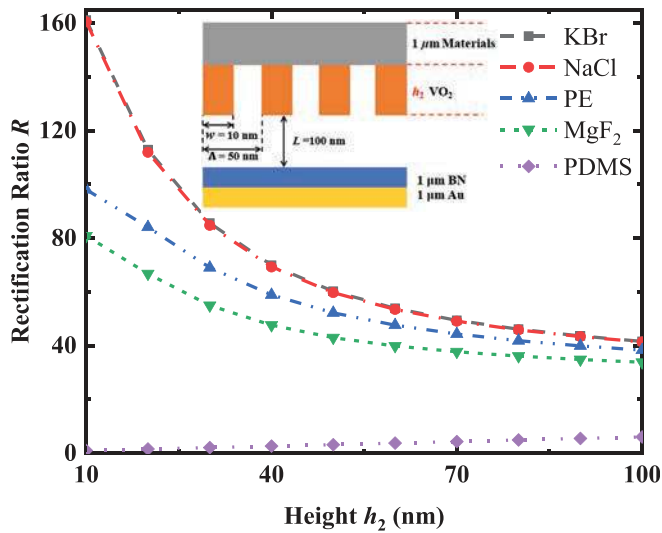 160
120
80
40
0
10
40
70
100
Rectification Ratio R
Height h₂ (nm)
KBr
NaCl
PE
MgF₂
PDMS
1 μm Materials
h₂ VO₂
w = 10 nm
Λ = 50 nm
L =100 nm
1 μm BN
1 μm Au